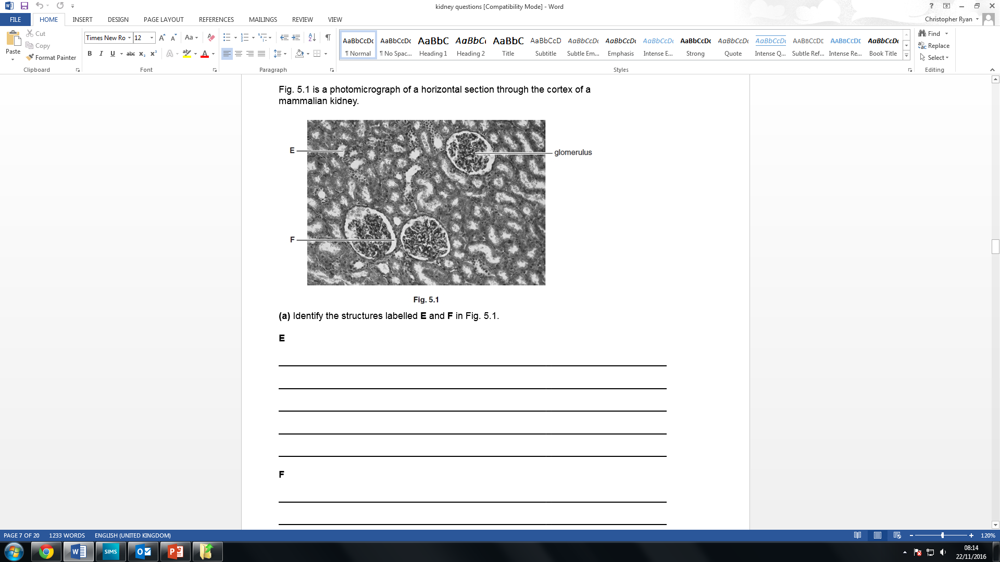 kidney questions [Compatibility Mode] - Word
FILE HOME INSERT DESIGN PAGE LAYOUT REFERENCES MAILINGS REVIEW VIEW
Christopher Ryan
Paste
Cut
Copy
Format Painter
Clipboard
Times New Ro 12
Font
Paragraph
AaBbCcDc AaBbCcDc AaBbC AaBbC AaBbC AaBbCcD AaBbCcDc AaBbCcDc AaBbCcDc AaBbCcDc AaBbCcDc AaBbCcDc AABBCCDE AABBCCDE AaBbCcDc
¶ Normal ¶ No Spac... Heading 1 Heading 2 Title Subtitle Subtle Em... Emphasis Intense E... Strong Quote Intense Q... Subtle Ref... Intense Re... Book Title
Styles
Find
Replace
Select
Editing
Fig. 5.1 is a photomicrograph of a horizontal section through the cortex of a
mammalian kidney.
E
glomerulus
F
Fig. 5.1
(a) Identify the structures labelled E and F in Fig. 5.1.
E
F
PAGE 7 OF 20 1233 WORDS ENGLISH (UNITED KINGDOM)
120%
SIMS
08:14
22/11/2016